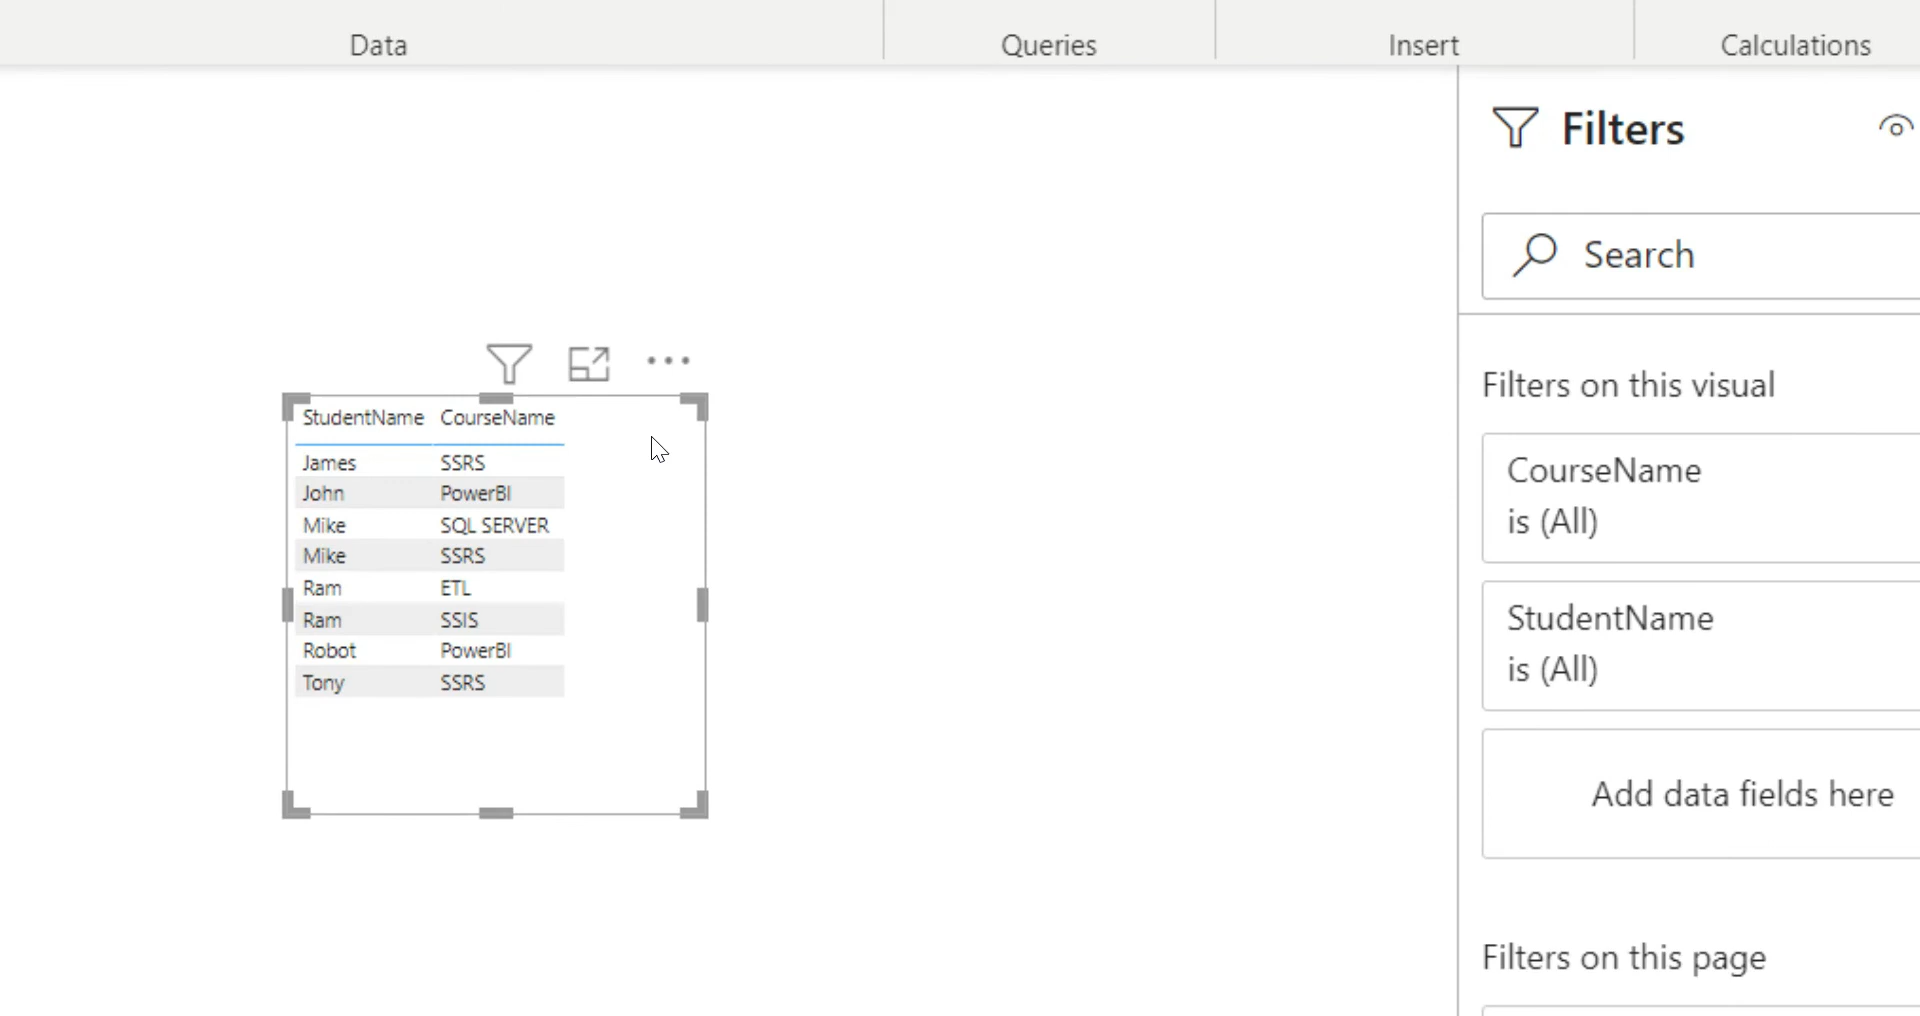 Data Queries Insert Calculations
Filters
Search
Filters on this visual
CourseName
is (All)
StudentName
is (All)
Add data fields here
Filters on this page
StudentName CourseName
James SSRS
John PowerBI
Mike SQL SERVER
Mike SSRS
Ram ETL
Ram SSIS
Robot PowerBI
Tony SSRS